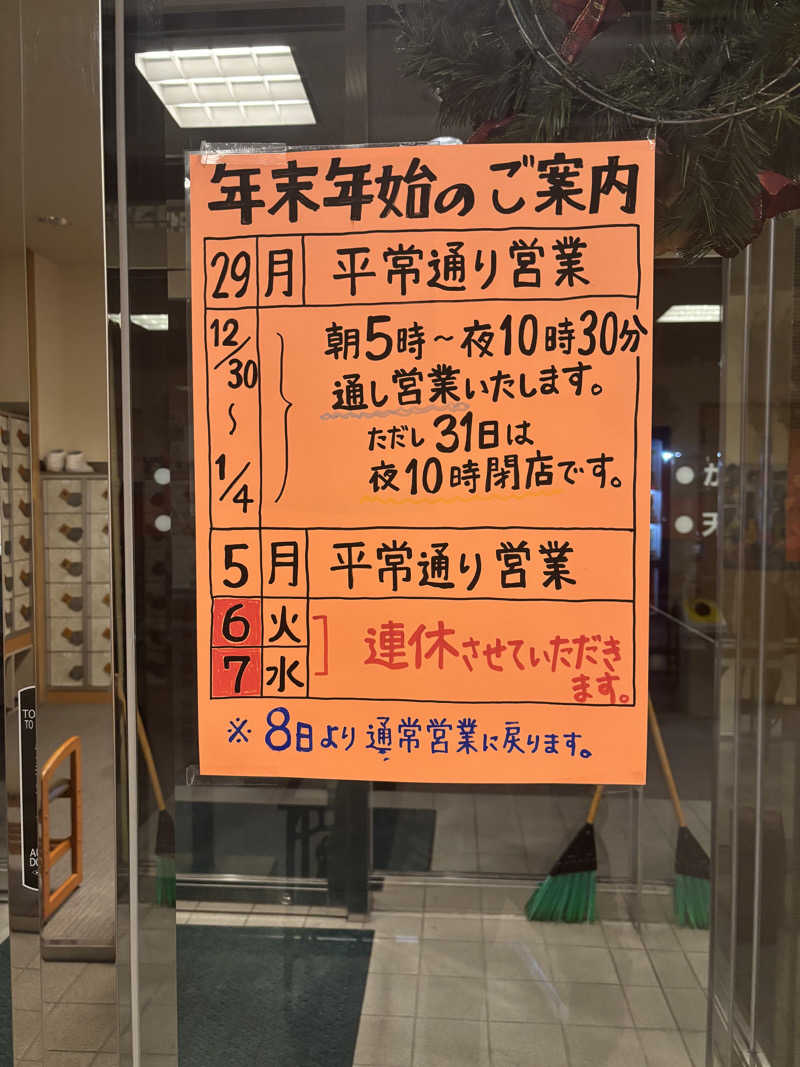 年末年始のご案内
29 月 平常通り営業
12/30 ~ 1/4
朝5時~夜10時30分
通し営業いたします。
ただし31日は
夜10時閉店です。
5 月 平常通り営業
6 火
7 水
連休させていただき
ます。
※8日より通常営業に戻ります。
TO
TO